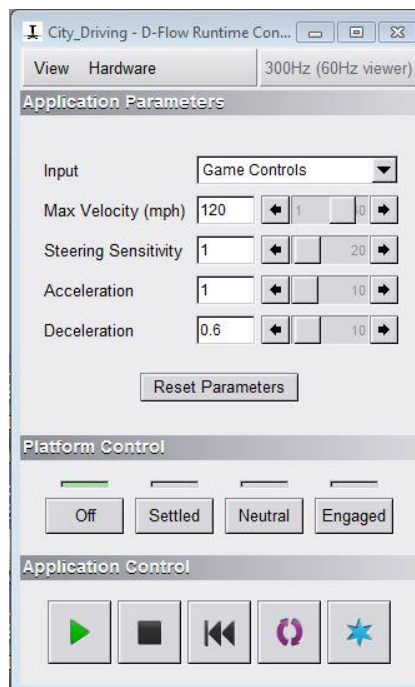 City_Driving - D-Flow Runtime Con...
View Hardware 300Hz (60Hz viewer)
Application Parameters
Input Game Controls
Max Velocity (mph) 120 1
Steering Sensitivity 1 20
Acceleration 1 10
Deceleration 0.6 10
Reset Parameters
Platform Control
Off Settled Neutral Engaged
Application Control